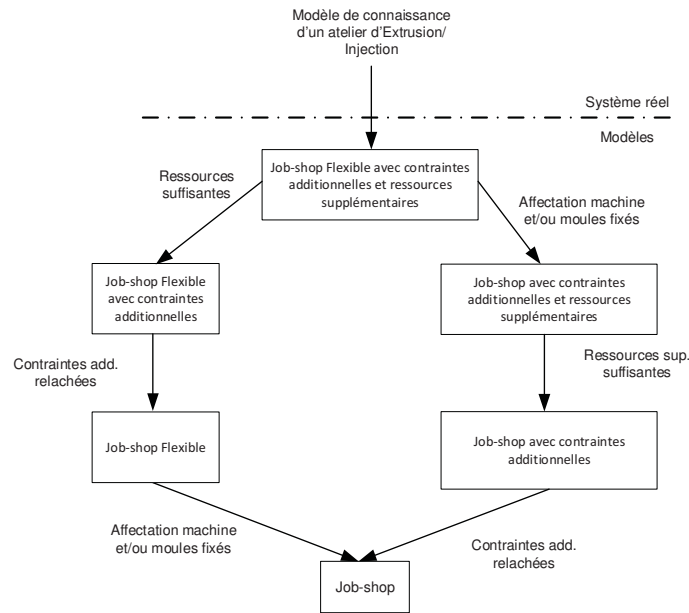 Modèle de connaissance
d'un atelier d'Extrusion/
Injection
Système réel
Modèles
Job-shop Flexible avec contraintes
additionnelles et ressources
supplémentaires
Ressources
suffisantes
Affectation machine
et/ou moules fixés
Job-shop Flexible
avec contraintes
additionnelles
Job-shop avec contraintes
additionnelles et ressources
supplémentaires
Contraintes add.
relachées
Ressources sup.
suffisantes
Job-shop Flexible
Job-shop avec contraintes
additionnelles
Affectation machine
et/ou moules fixés
Contraintes add.
relachées
Job-shop